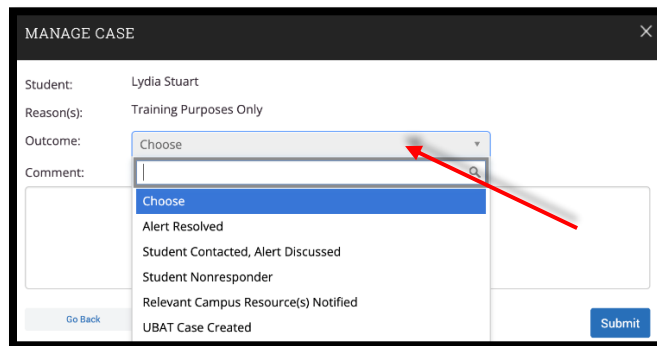 MANAGE CASE
Student: Lydia Stuart
Reason(s): Training Purposes Only
Outcome: Choose
Comment:
Choose
Alert Resolved
Student Contacted, Alert Discussed
Student Nonresponder
Relevant Campus Resource(s) Notified
UBAT Case Created
Go Back
Submit